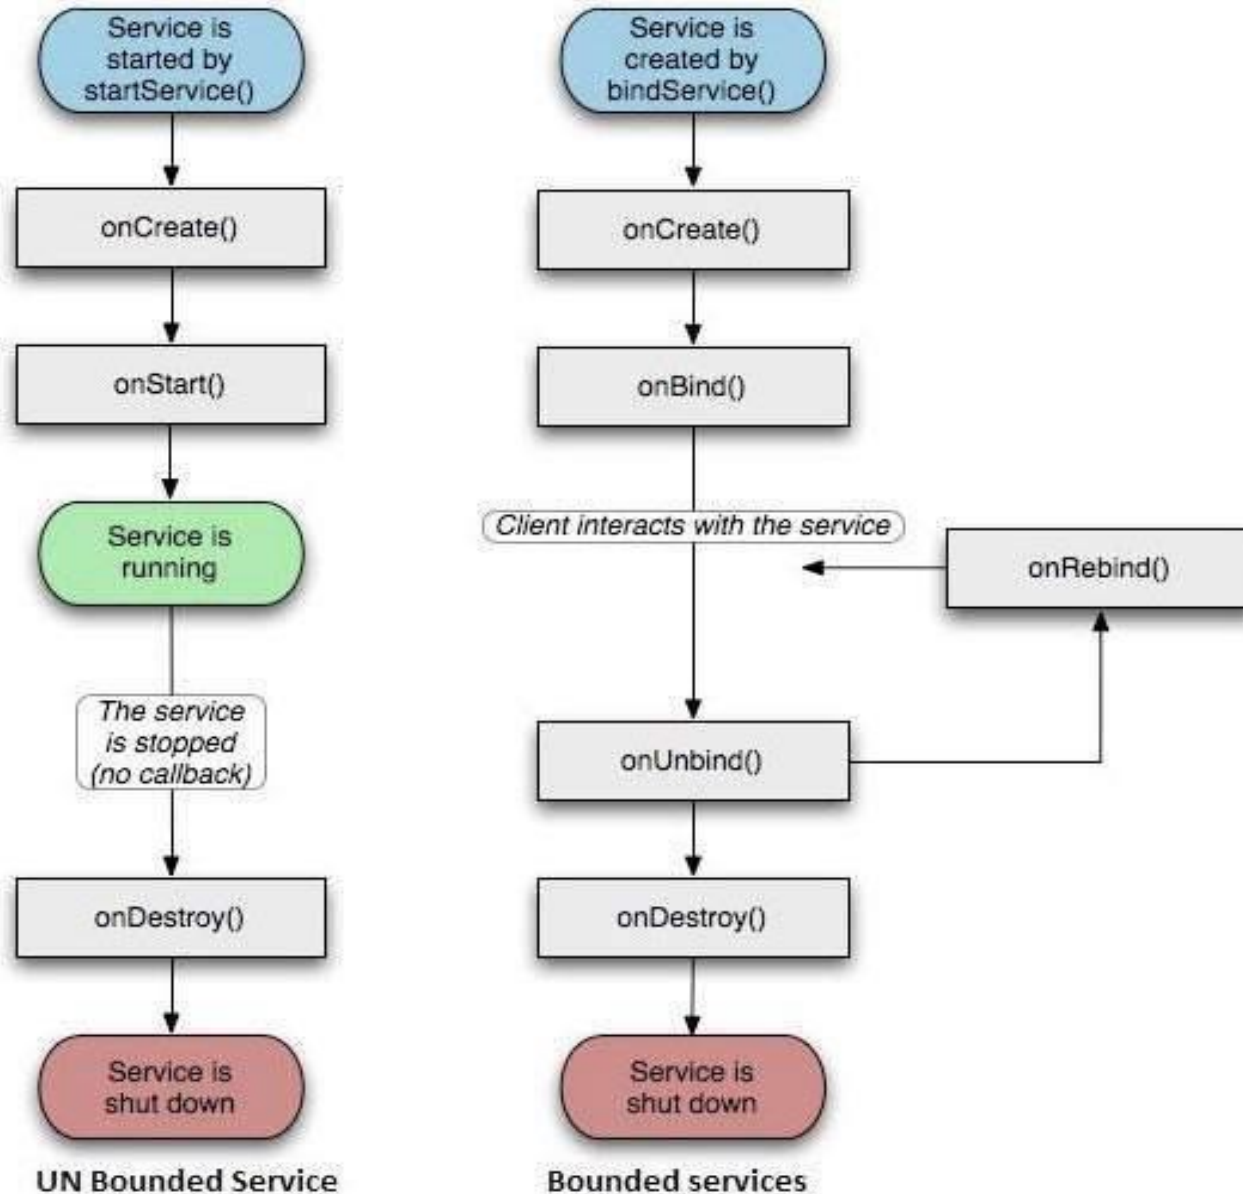 Service is
started by
startService()
onCreate()
onStart()
Service is
running
The service
is stopped
(no callback)
onDestroy()
Service is
shut down
UN Bounded Service
Service is
created by
bindService()
onCreate()
onBind()
Client interacts with the service
onRebind()
onUnbind()
onDestroy()
Service is
shut down
Bounded services